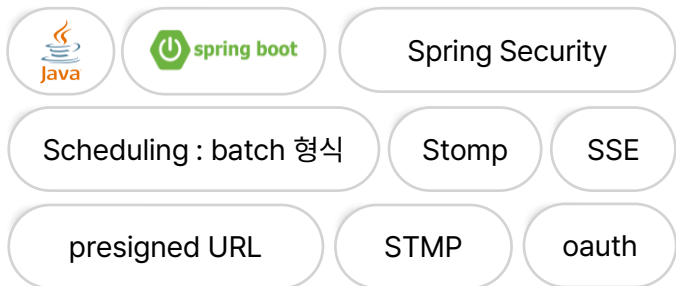 Java spring boot Spring Security
Scheduling : batch 형식 Stomp SSE
presigned URL STMP oauth